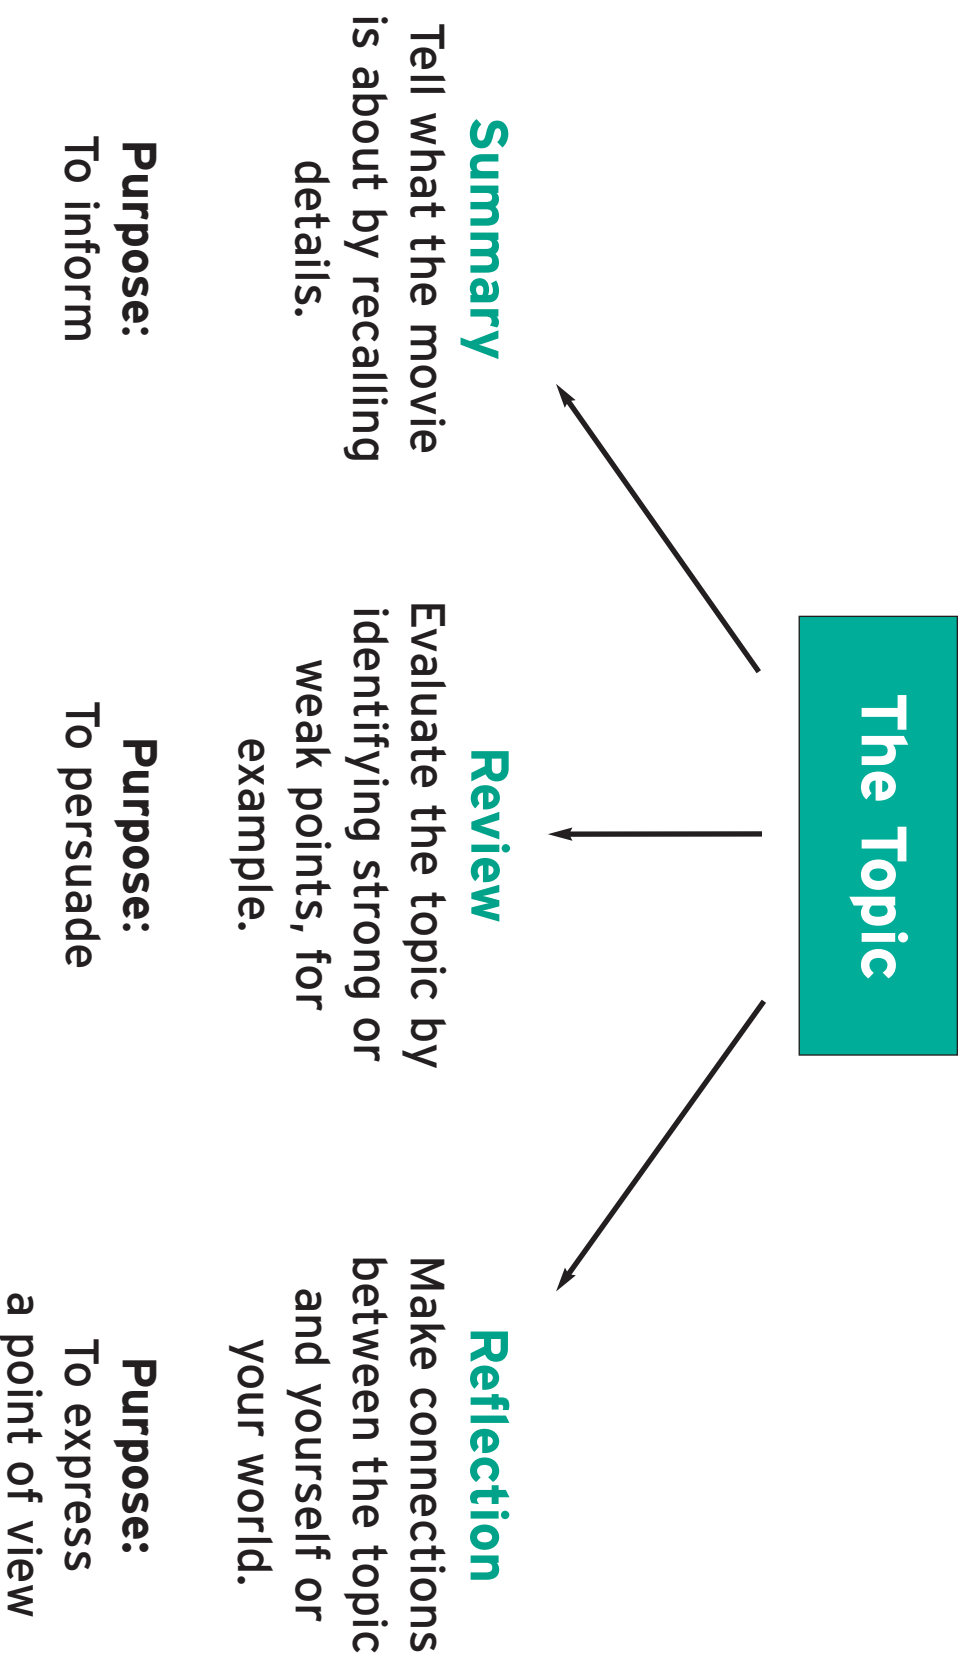 The Topic
Summary
Tell what the movie
is about by recalling
details.
Purpose:
To inform
Review
Evaluate the topic by
identifying strong or
weak points, for
example.
Purpose:
To persuade
Reflection
Make connections
between the topic
and yourself or
your world.
Purpose:
To express
a point of view